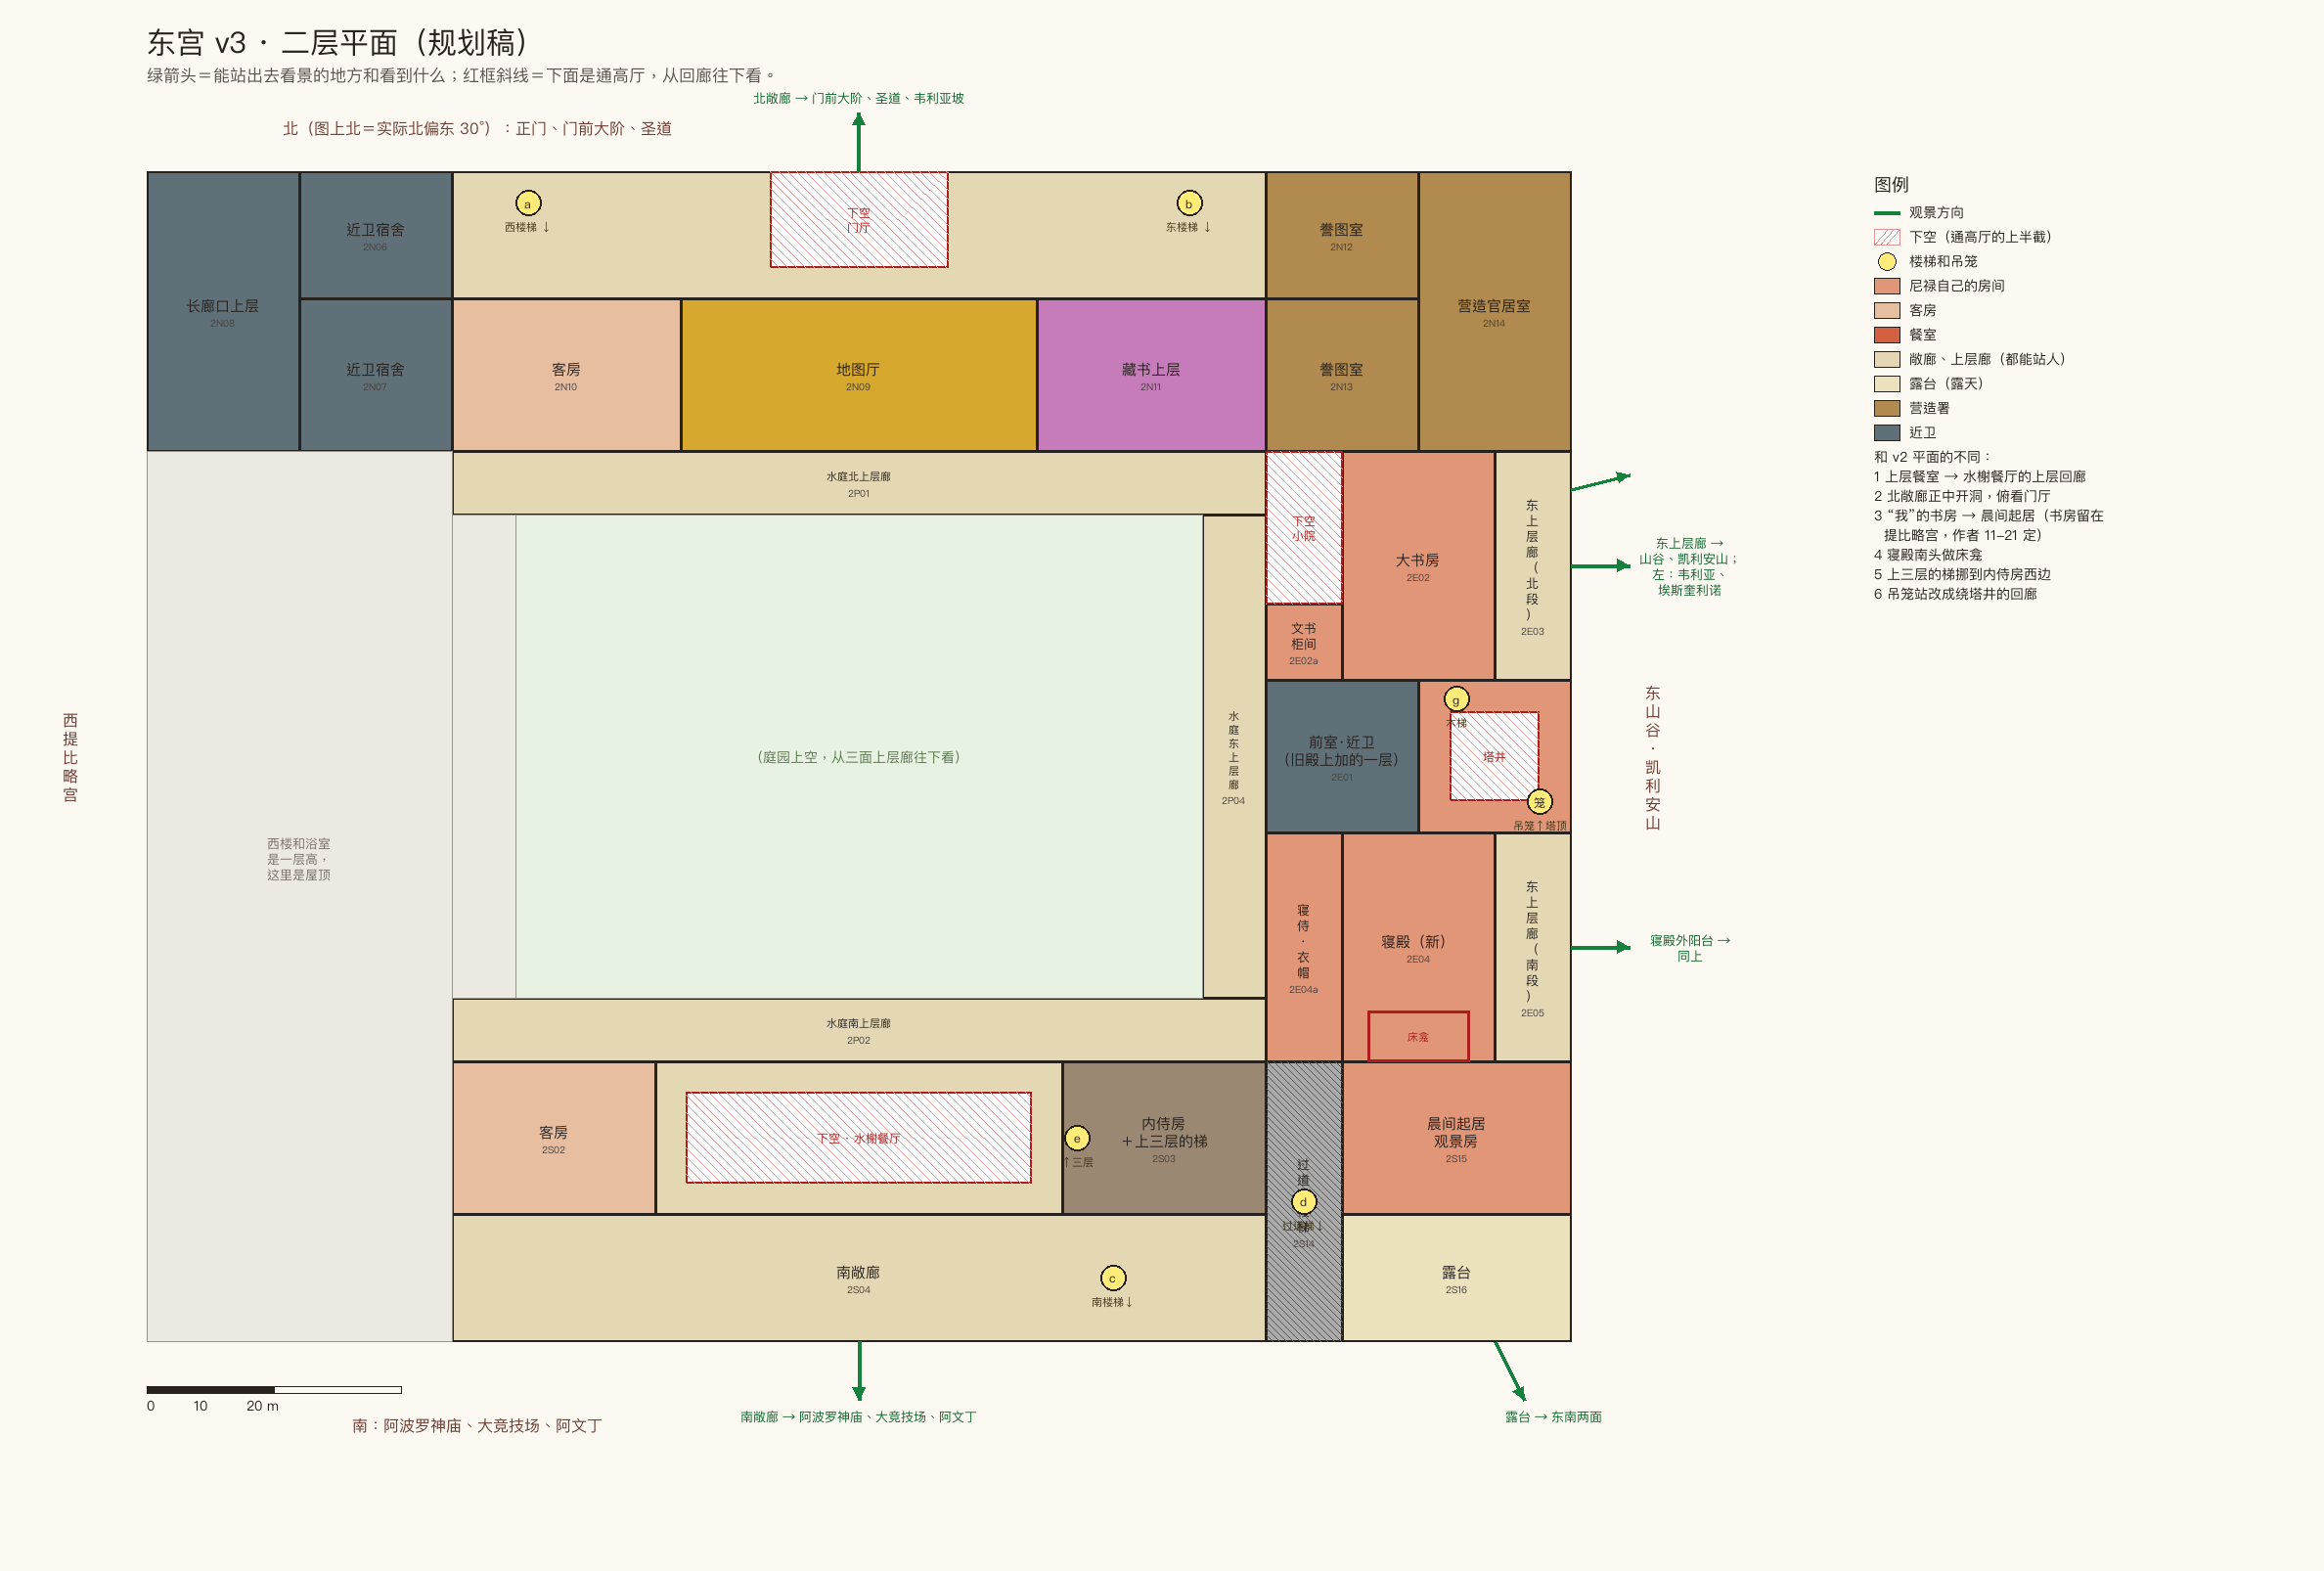 东宫 v3 · 二层平面（规划稿）
绿箭头＝能站出去看景的地方和看到什么；红框斜线＝下面是通高厅，从回廊往下看。
北敞廊 → 门前大阶、圣道、韦利亚坡
北（图上北＝实际北偏东 30°）：正门、门前大阶、圣道
长廊口上层
2N08
近卫宿舍
2N06
近卫宿舍
2N07
a
西楼梯 ↓
下空
门厅
b
东楼梯 ↓
客房
2N10
地图厅
2N09
藏书上层
2N11
誊图室
2N12
誊图室
2N13
营造官居室
2N14
水庭北上层廊
2P01
下空
小院
文书
柜间
2E02a
大书房
2E02
东上层廊（北段）
2E03
东上层廊 →
山谷、凯利安山；
左：韦利亚、
埃斯奎利诺
西提比略宫
西楼和浴室
是一层高，
这里是屋顶
（庭园上空，从三面上层廊往下看）
水庭东上层廊
2P04
前室·近卫
（旧殿上加的一层）
2E01
g
木梯
塔井
笼
吊笼↑塔顶
东山谷·凯利安山
寝侍·衣帽
2E04a
寝殿（新）
2E04
床龛
东上层廊（南段）
2E05
寝殿外阳台 →
同上
水庭南上层廊
2P02
客房
2S02
下空 · 水榭餐厅
e
↑三层
内侍房
＋上三层的梯
2S03
过道
d
2S14
晨间起居
观景房
2S15
南敞廊
2S04
c
南楼梯↓
露台
2S16
0 10 20 m
南：阿波罗神庙、大竞技场、阿文丁
南敞廊 → 阿波罗神庙、大竞技场、阿文丁
露台 → 东南两面
图例
观景方向
下空（通高厅的上半截）
楼梯和吊笼
尼禄自己的房间
客房
餐室
敞廊、上层廊（都能站人）
露台（露天）
营造署
近卫
和 v2 平面的不同：
1 上层餐室 → 水榭餐厅的上层回廊
2 北敞廊正中开洞，俯看门厅
3 “我”的书房 → 晨间起居（书房留在
提比略宫，作者 11–21 定）
4 寝殿南头做床龛
5 上三层的梯挪到内侍房西边
6 吊笼站改成绕塔井的回廊